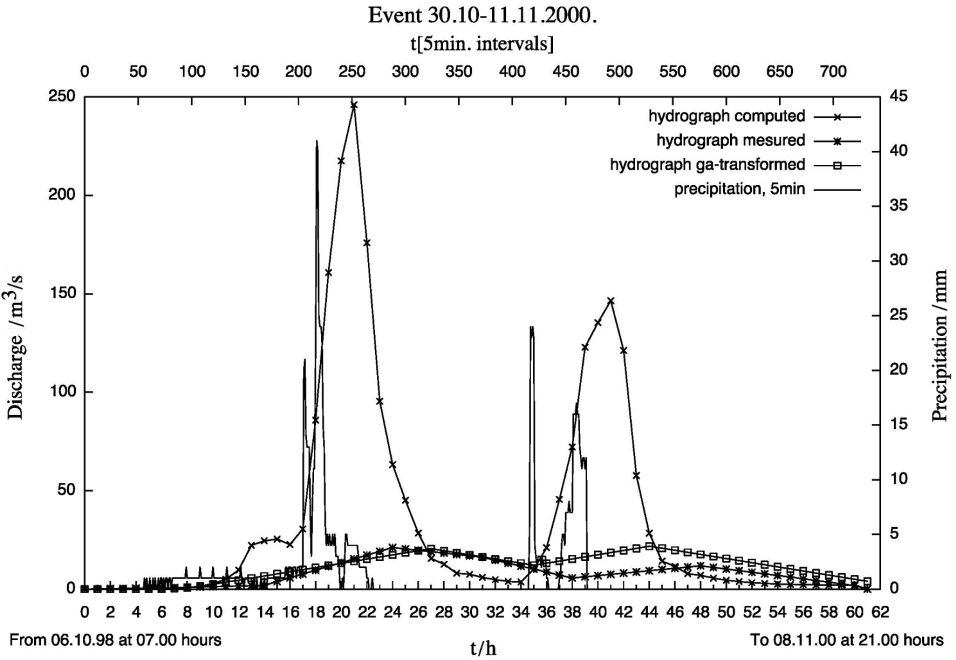 Event 30.10-11.11.2000.
t[5min. intervals]
0 50 100 150 200 250 300 350 400 450 500 550 600 650 700
250 45
hydrograph computed
hydrograph mesured
hydrograph ga-transformed
precipitation, 5min
40
200
35
30
150
25
20
100
15
10
50
5
0 0
Discharge /m³/s
Precipitation /mm
0 2 4 6 8 10 12 14 16 18 20 22 24 26 28 30 32 34 36 38 40 42 44 46 48 50 52 54 56 58 60 62
From 06.10.98 at 07.00 hours t/h To 08.11.00 at 21.00 hours